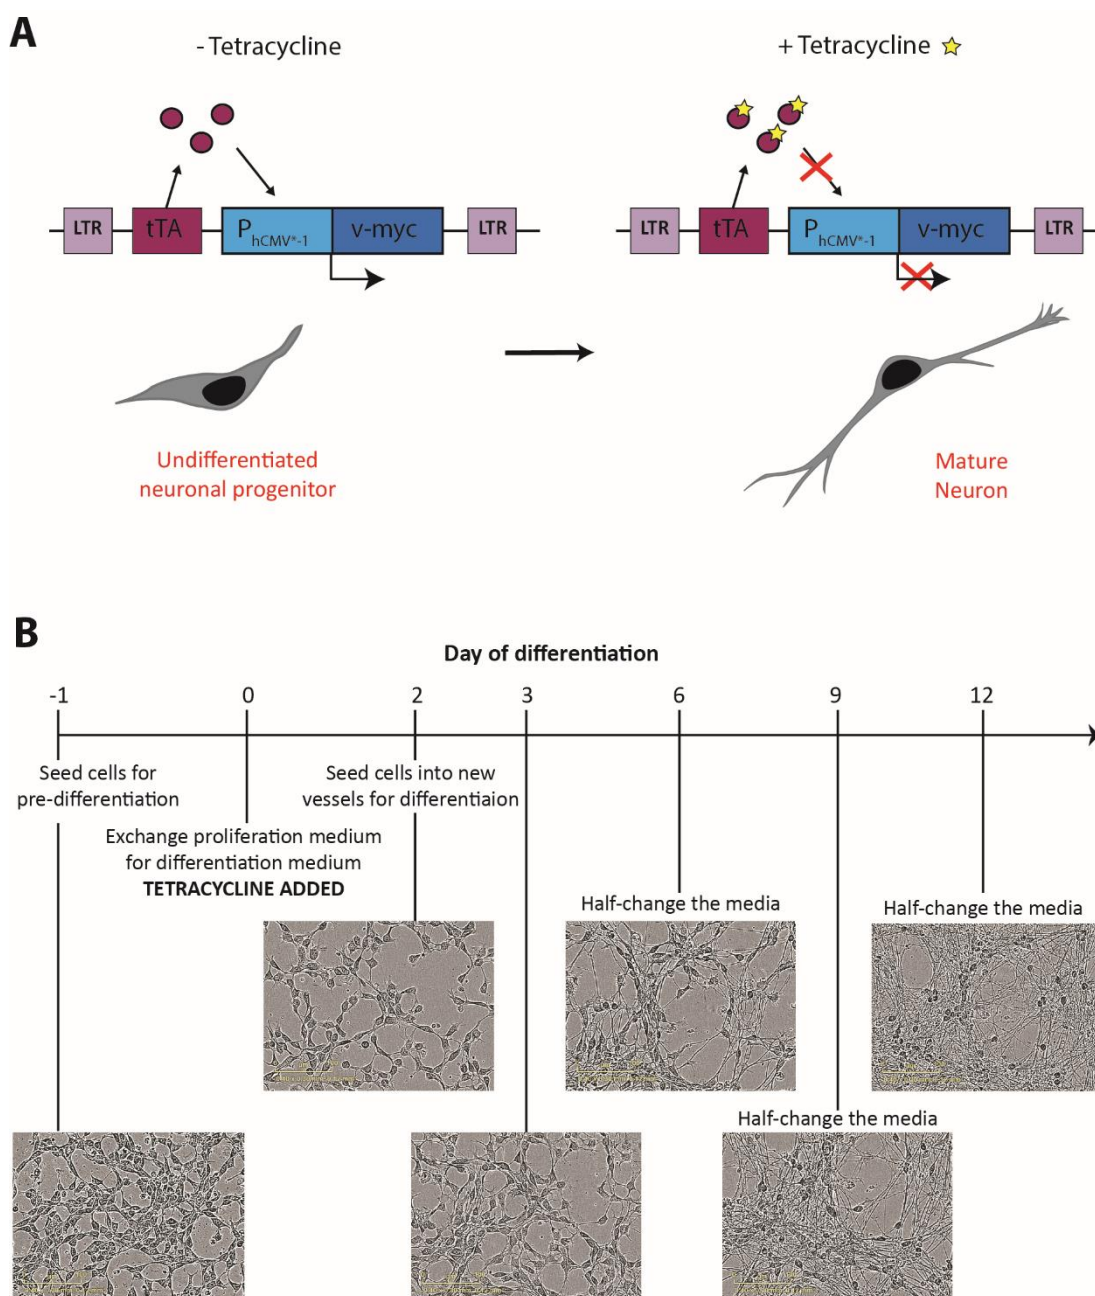 A
- Tetracycline
+ Tetracycline
LTR
tTA
PhCMV*-1
v-myc
LTR
LTR
tTA
PhCMV*-1
v-myc
LTR
Undifferentiated
neuronal progenitor
Mature
Neuron
B
Day of differentiation
-1
0
2
3
6
9
12
Seed cells for
pre-differentiation
Seed cells into new
vessels for differentiaion
Exchange proliferation medium
for differentiation medium
TETRACYCLINE ADDED
Half-change the media
Half-change the media
Half-change the media